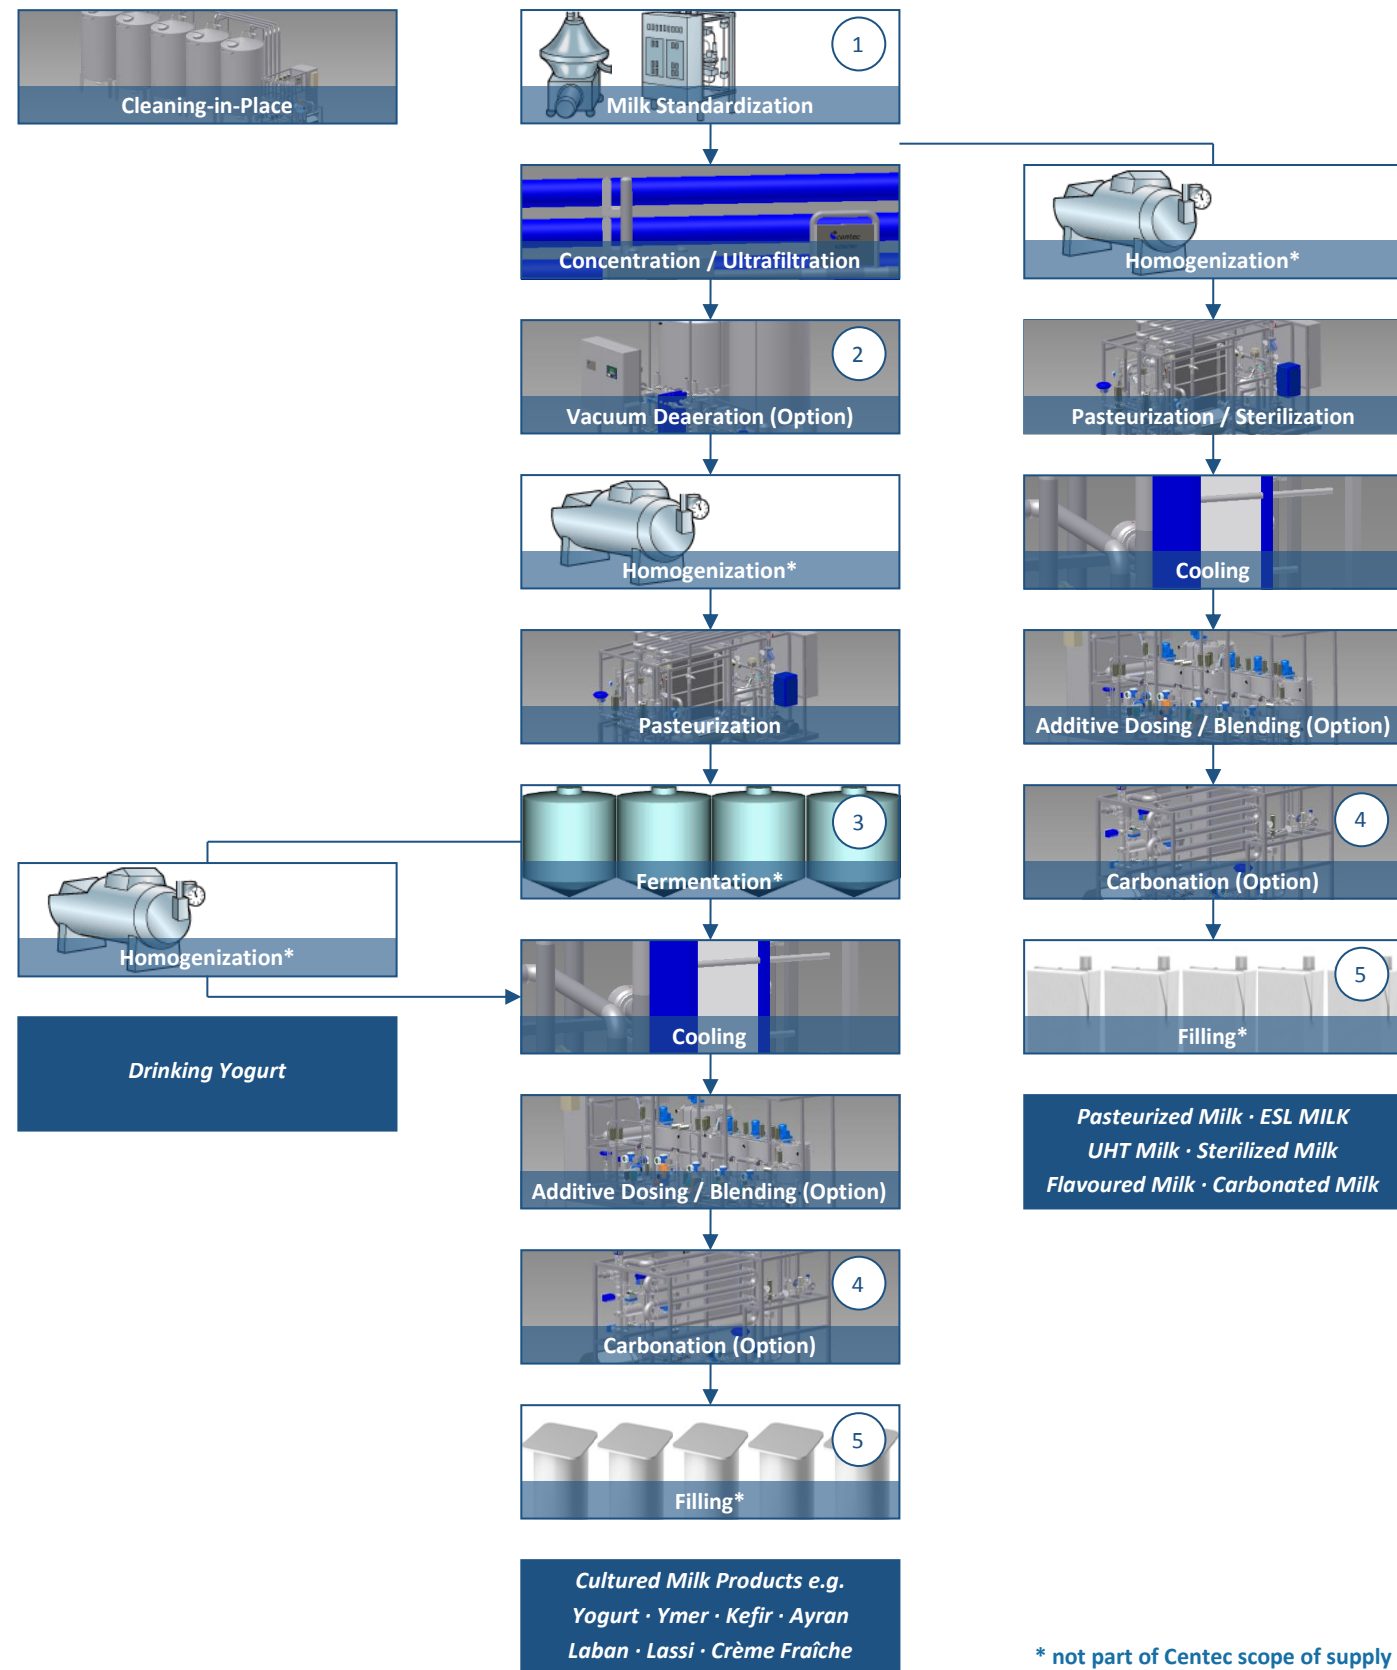 Cleaning-in-Place
1
Milk Standardization
centec
Concentration / Ultrafiltration
Homogenization*
2
Vacuum Deaeration (Option)
Pasteurization / Sterilization
Homogenization*
Cooling
Pasteurization
Additive Dosing / Blending (Option)
3
Fermentation*
4
Carbonation (Option)
Homogenization*
Cooling
5
Filling*
Drinking Yogurt
Additive Dosing / Blending (Option)
Pasteurized Milk · ESL MILK
UHT Milk · Sterilized Milk
Flavoured Milk · Carbonated Milk
4
Carbonation (Option)
5
Filling*
Cultured Milk Products e.g.
Yogurt · Ymer · Kefir · Ayran
Laban · Lassi · Crème Fraîche
* not part of Centec scope of supply